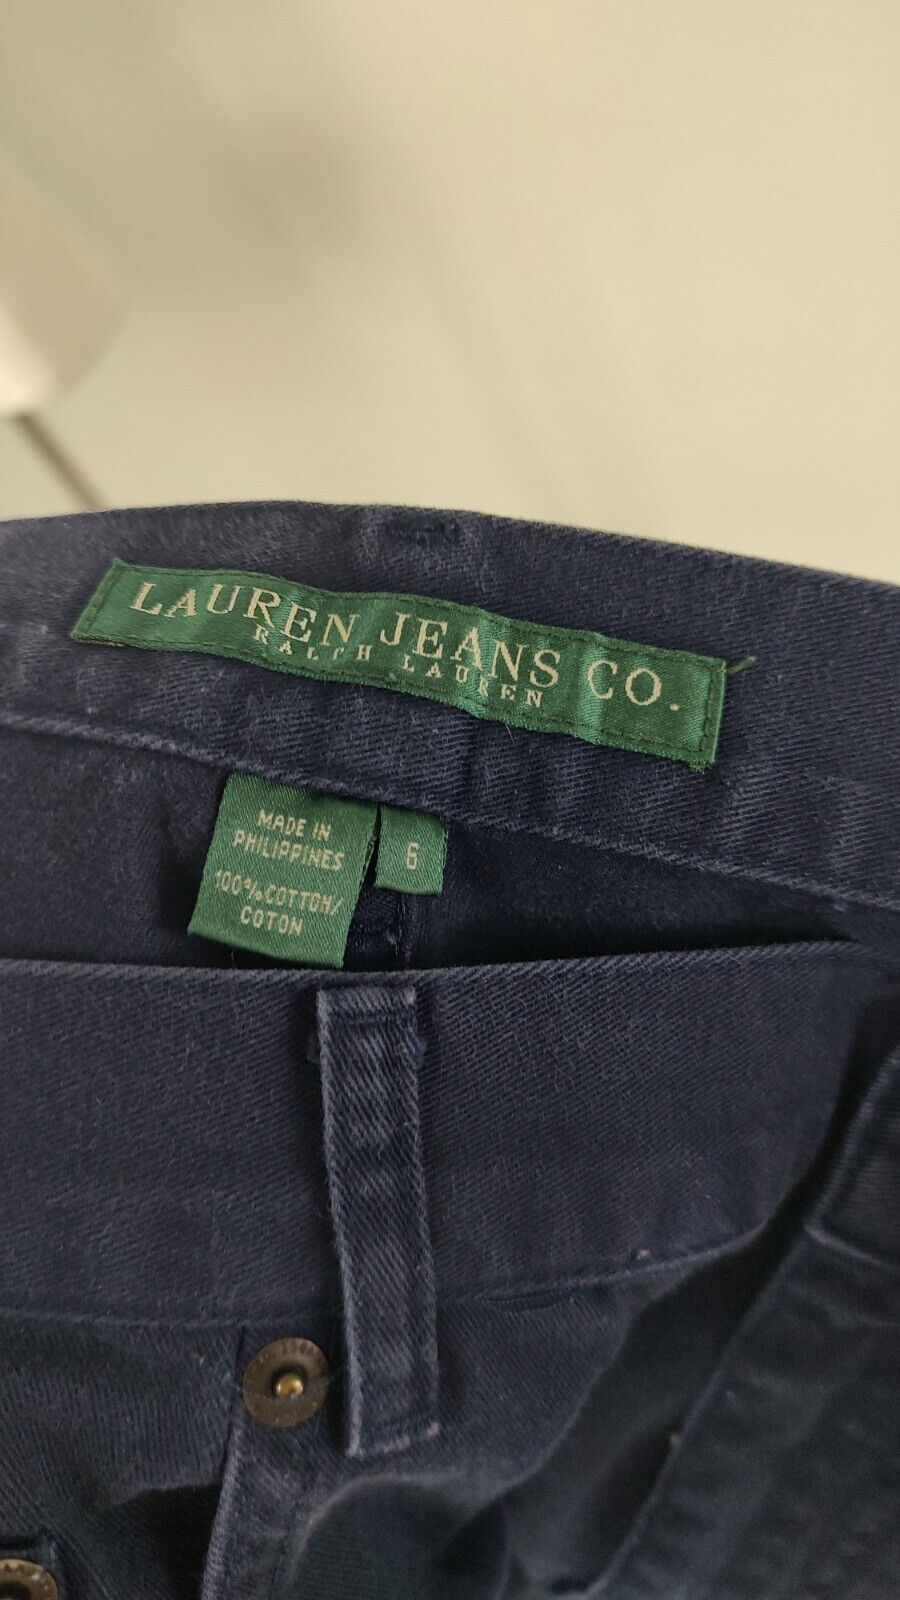 LAUREN JEANS CO.
RALPH LAUREN
MADE IN
PHILIPPINES
100% COTTON/
COTON
6